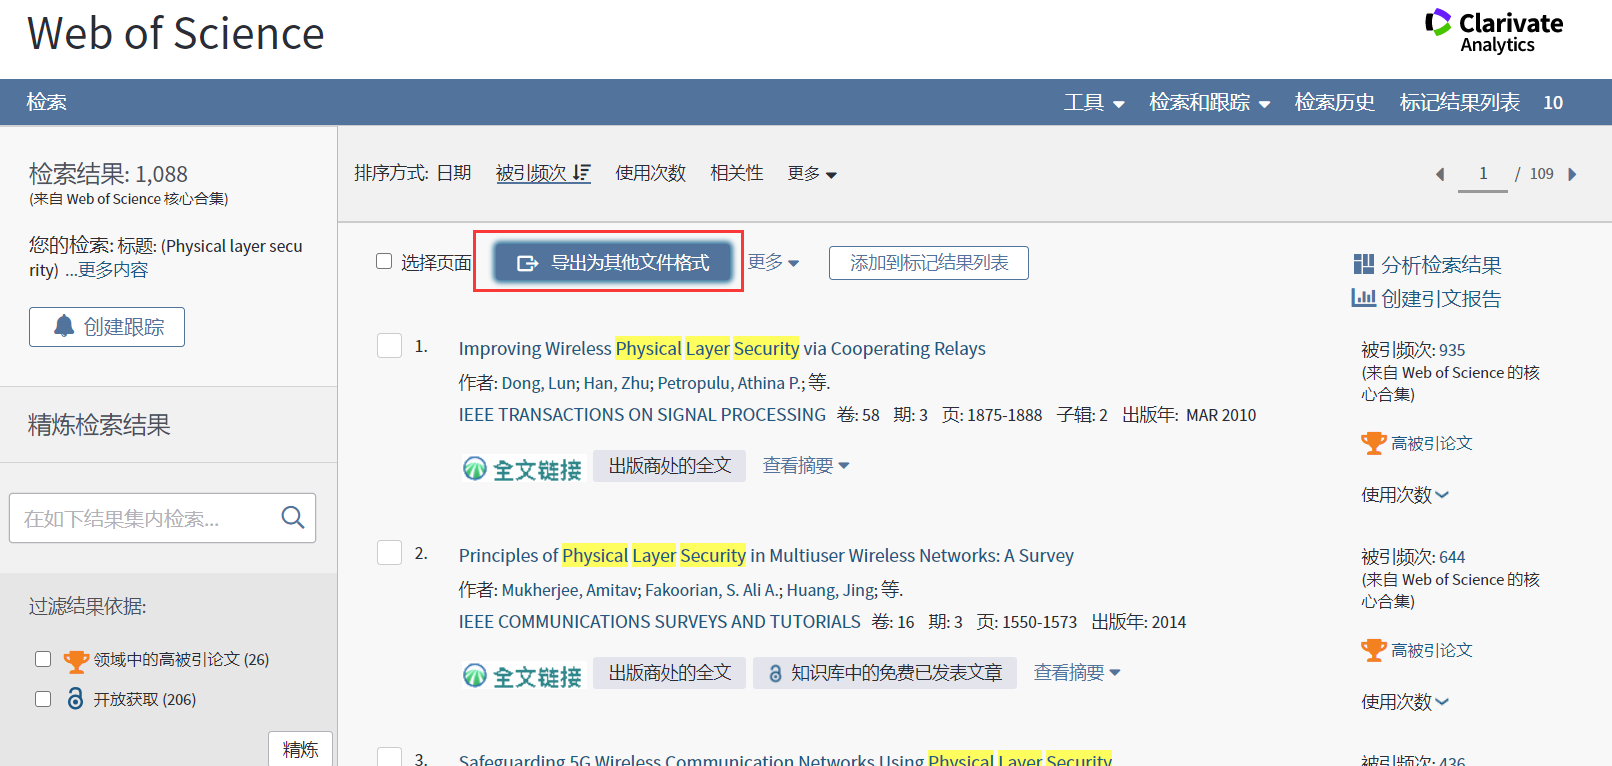 Web of Science
Clarivate
Analytics
检索
工具 检索和跟踪 检索历史 标记结果列表 10
检索结果: 1,088
(来自 Web of Science 核心合集)
您的检索: 标题: (Physical layer secu
rity) ...更多内容
创建跟踪
精炼检索结果
在如下结果集内检索...
过滤结果依据:
领域中的高被引论文 (26)
开放获取 (206)
精炼
排序方式: 日期 被引频次 使用次数 相关性 更多
1 / 109
选择页面 导出为其他文件格式 更多 添加到标记结果列表
分析检索结果
创建引文报告
1. Improving Wireless Physical Layer Security via Cooperating Relays
作者: Dong, Lun; Han, Zhu; Petropulu, Athina P.; 等.
IEEE TRANSACTIONS ON SIGNAL PROCESSING 卷: 58 期: 3 页: 1875-1888 子辑: 2 出版年: MAR 2010
全文链接 出版商处的全文 查看摘要
被引频次: 935
(来自 Web of Science 的核
心合集)
高被引论文
使用次数
2. Principles of Physical Layer Security in Multiuser Wireless Networks: A Survey
作者: Mukherjee, Amitav; Fakoorian, S. Ali A.; Huang, Jing; 等.
IEEE COMMUNICATIONS SURVEYS AND TUTORIALS 卷: 16 期: 3 页: 1550-1573 出版年: 2014
全文链接 出版商处的全文 知识库中的免费已发表文章 查看摘要
被引频次: 644
(来自 Web of Science 的核
心合集)
高被引论文
使用次数
3. Safeguarding 5G Wireless Communication Networks Using Physical Layer Security
被引频次: 436